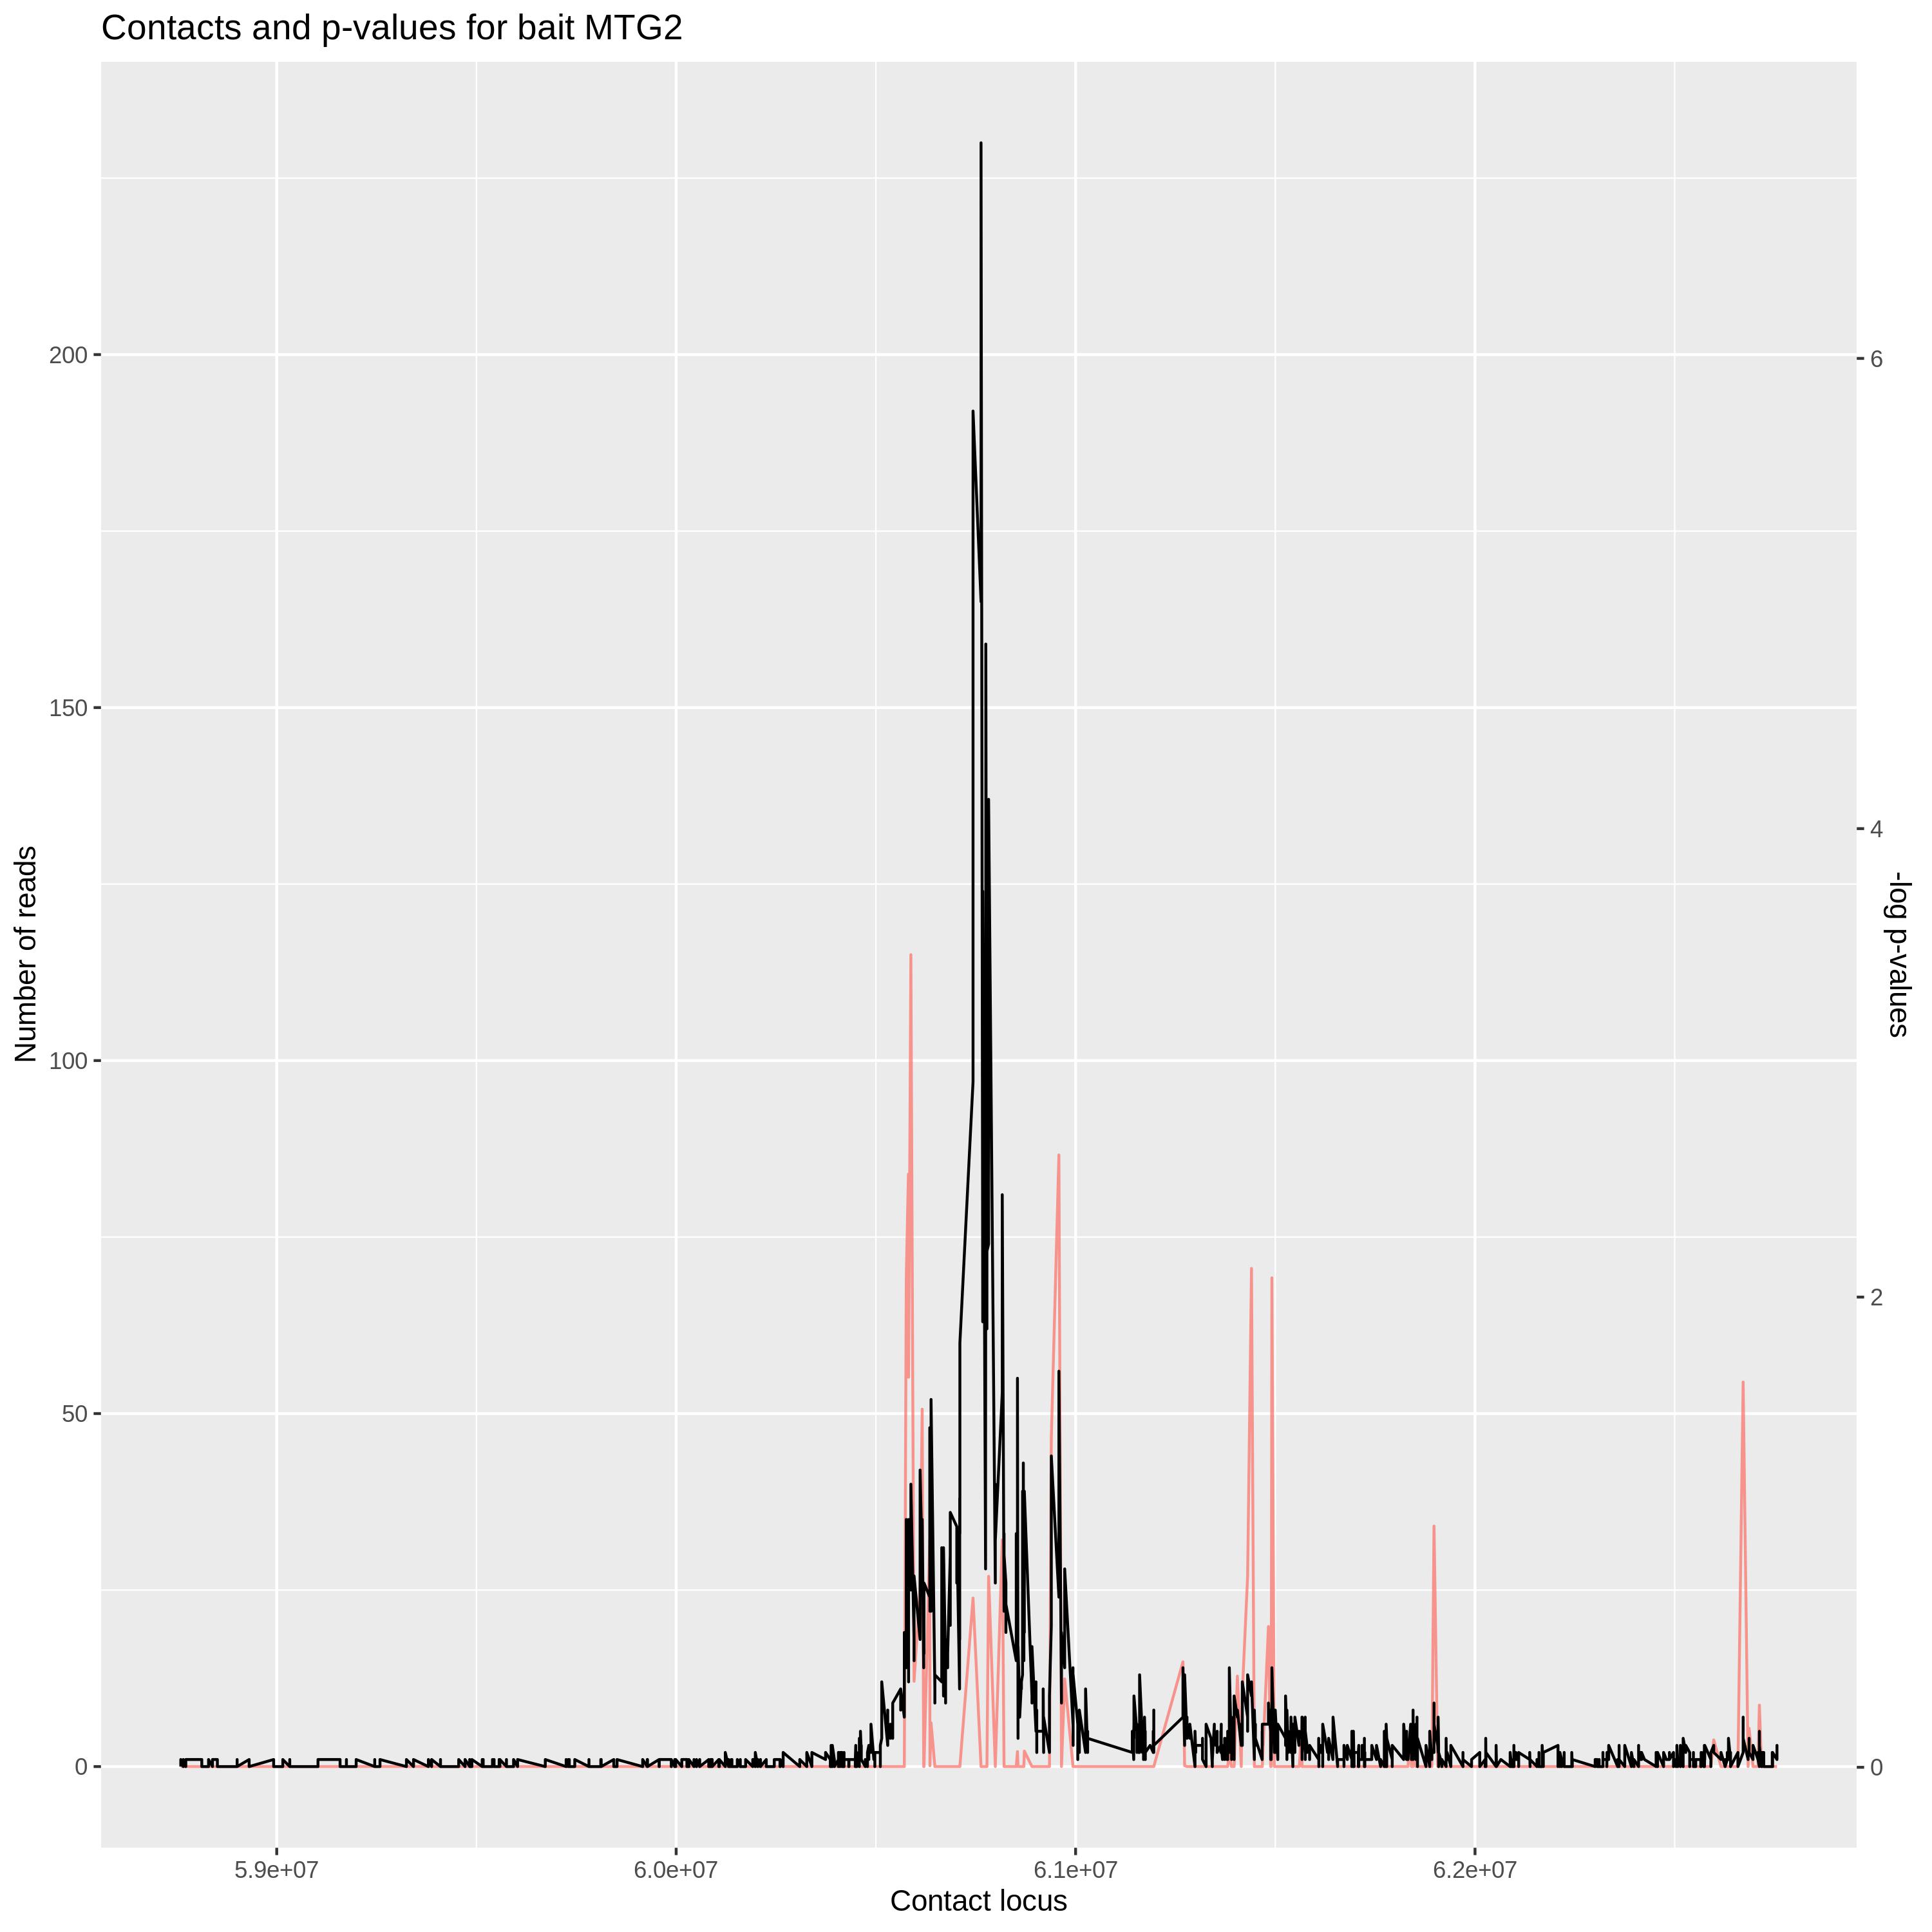 Contacts and p-values for bait MTG2
Number of reads
200
150
100
50
0
6
4
2
0
-log p-values
5.9e+07 6.0e+07 6.1e+07 6.2e+07
Contact locus